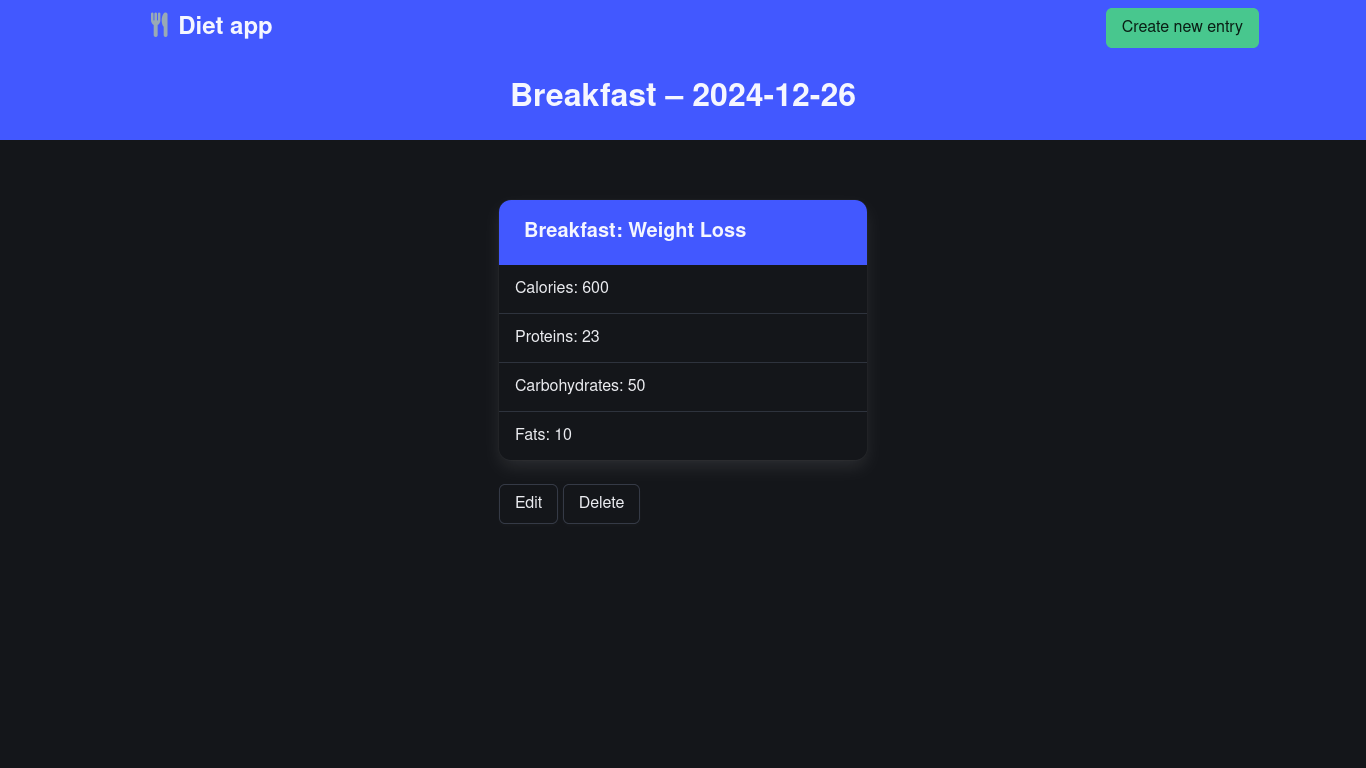 Diet app
Create new entry
Breakfast – 2024-12-26
Breakfast: Weight Loss
Calories: 600
Proteins: 23
Carbohydrates: 50
Fats: 10
Edit
Delete